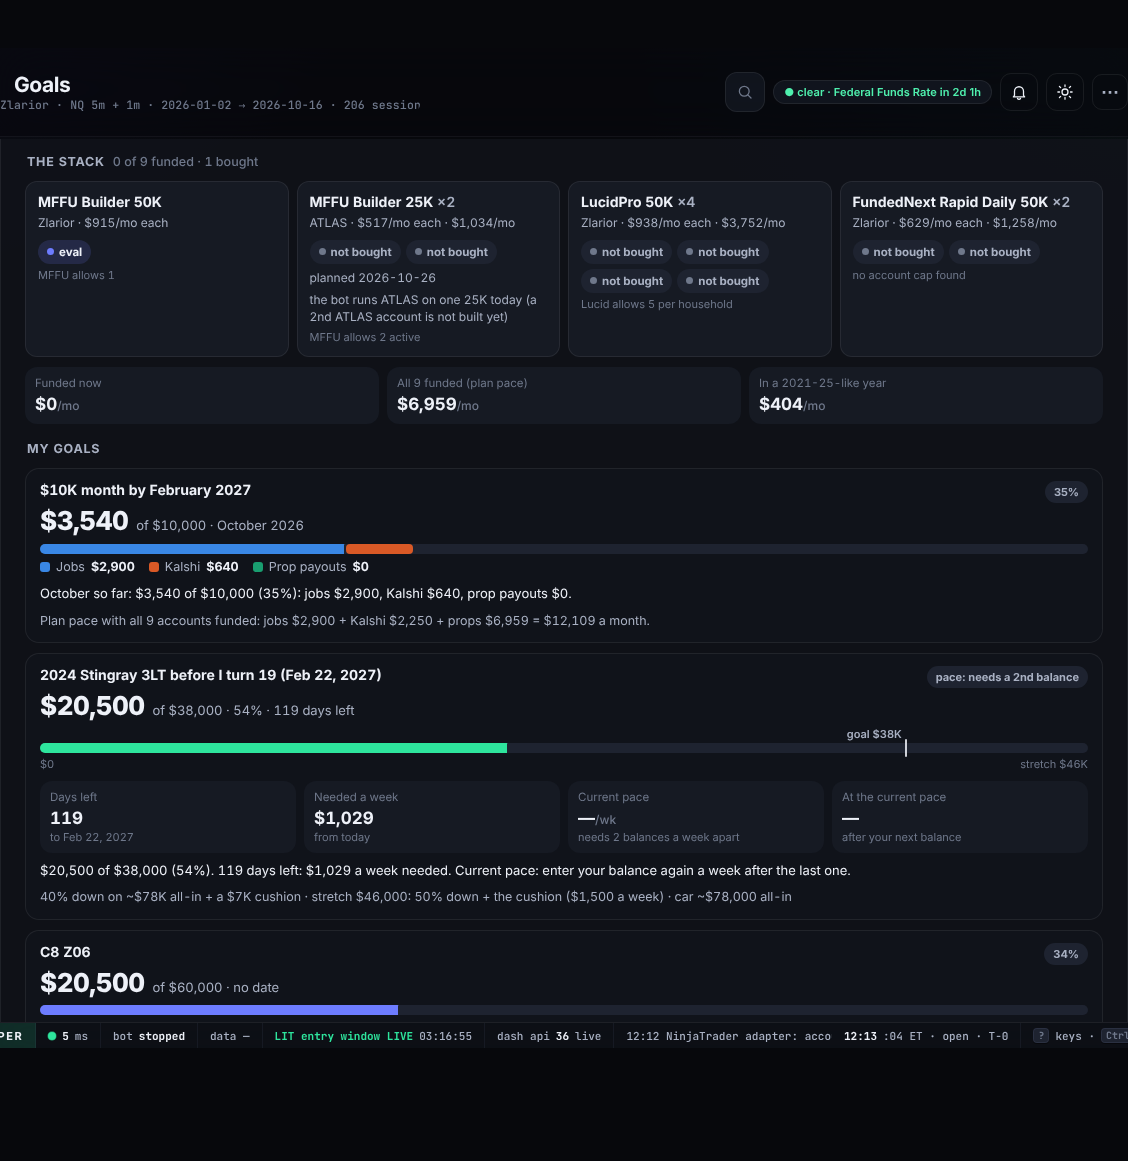 Goals
Zlarior · NQ 5m + 1m · 2026-01-02 → 2026-10-16 · 206 session
clear · Federal Funds Rate in 2d 1h
THE STACK 0 of 9 funded · 1 bought
MFFU Builder 50K
Zlarior · $915/mo each
eval
MFFU allows 1
MFFU Builder 25K ×2
ATLAS · $517/mo each · $1,034/mo
not bought not bought
planned 2026-10-26
the bot runs ATLAS on one 25K today (a
2nd ATLAS account is not built yet)
MFFU allows 2 active
LucidPro 50K ×4
Zlarior · $938/mo each · $3,752/mo
not bought not bought
not bought not bought
Lucid allows 5 per household
FundedNext Rapid Daily 50K ×2
Zlarior · $629/mo each · $1,258/mo
not bought not bought
no account cap found
Funded now
$0/mo
All 9 funded (plan pace)
$6,959/mo
In a 2021-25-like year
$404/mo
MY GOALS
$10K month by February 2027
35%
$3,540 of $10,000 · October 2026
Jobs $2,900 Kalshi $640 Prop payouts $0
October so far: $3,540 of $10,000 (35%): jobs $2,900, Kalshi $640, prop payouts $0.
Plan pace with all 9 accounts funded: jobs $2,900 + Kalshi $2,250 + props $6,959 = $12,109 a month.
2024 Stingray 3LT before I turn 19 (Feb 22, 2027)
pace: needs a 2nd balance
$20,500 of $38,000 · 54% · 119 days left
goal $38K
$0 stretch $46K
Days left
119
to Feb 22, 2027
Needed a week
$1,029
from today
Current pace
—/wk
needs 2 balances a week apart
At the current pace
—
after your next balance
$20,500 of $38,000 (54%). 119 days left: $1,029 a week needed. Current pace: enter your balance again a week after the last one.
40% down on ~$78K all-in + a $7K cushion · stretch $46,000: 50% down + the cushion ($1,500 a week) · car ~$78,000 all-in
C8 Z06
34%
$20,500 of $60,000 · no date
PER 5 ms bot stopped data — LIT entry window LIVE 03:16:55 dash api 36 live 12:12 NinjaTrader adapter: acco 12:13 :04 ET · open · T-0 ? keys · Ctrl